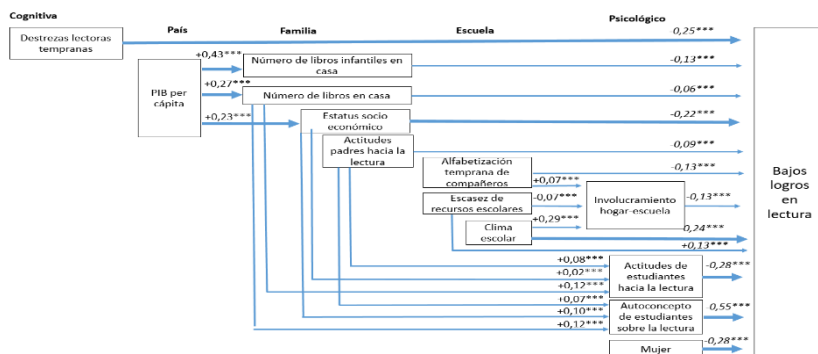 Cognitiva
País
Familia
Escuela
Psicológico
Destrezas lectoras
tempranas
-0,25***
+0,43***
Número de libros infantiles en
casa
-0,13***
PIB per
cápita
+0,27***
Número de libros en casa
-0,06***
+0,23***
Estatus socio
económico
-0,22***
Actitudes
padres hacia la
lectura
-0,09***
Alfabetización
temprana de
compañeros
-0,13***
+0,07***
Escasez de
recursos escolares
-0,07***
Involucramiento
hogar-escuela
-0,13***
Clima
escolar
+0,29***
-0,24***
+0,13***
Bajos
logros
en
lectura
+0,08***
+0,02***
+0,12***
Actitudes de
estudiantes
hacia la lectura
-0,28***
+0,07***
+0,10***
+0,12***
Autoconcepto
de estudiantes
sobre la lectura
-0,55***
Mujer
-0,28***